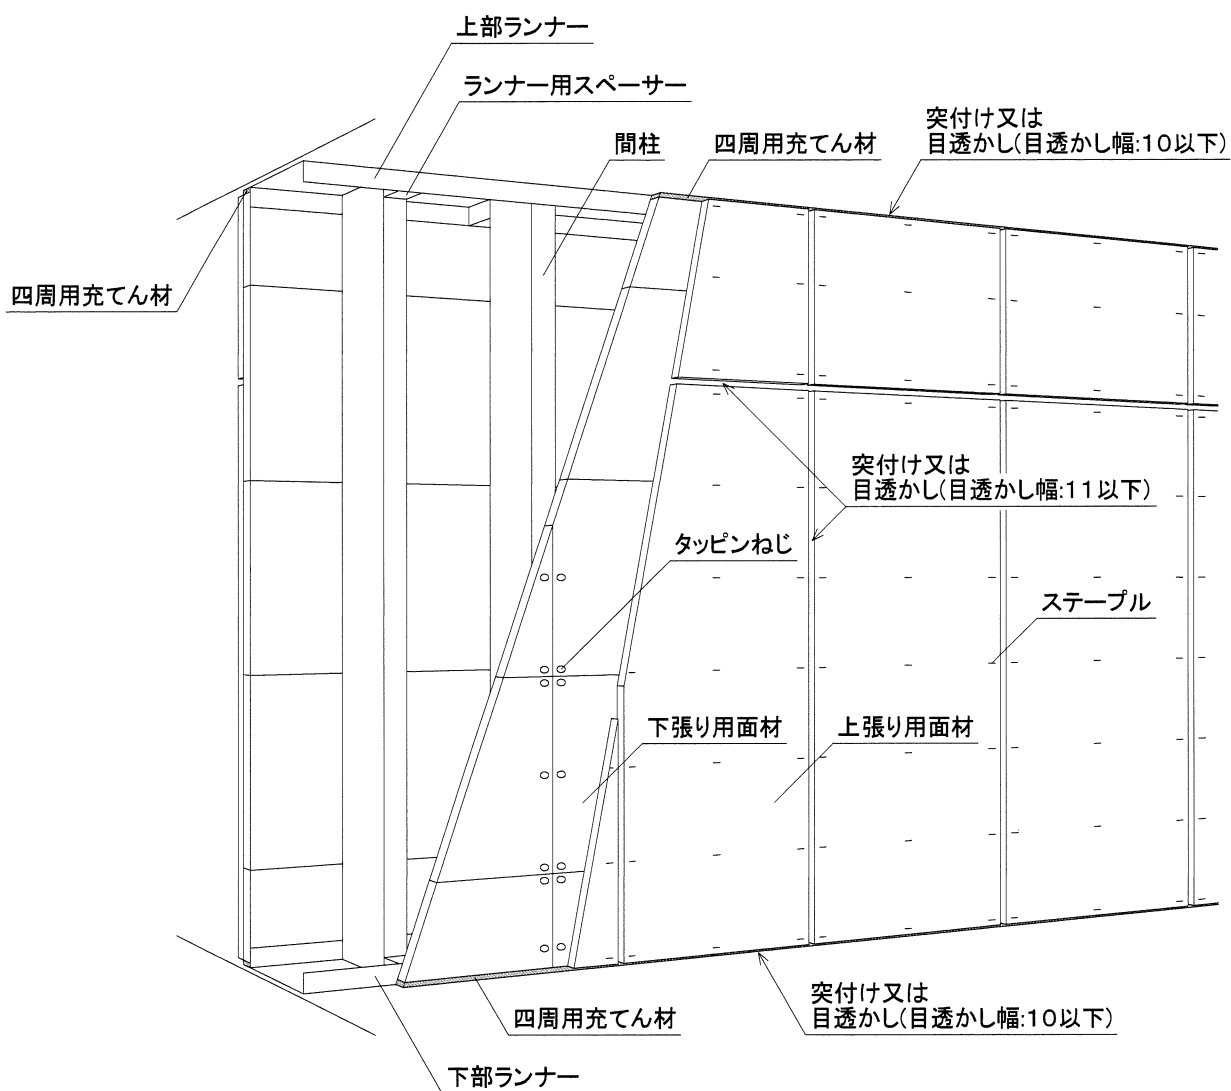 上部ランナー
ランナー用スペーサー
間柱
四周用充てん材
突付け又は
目透かし(目透かし幅:10以下)
四周用充てん材
突付け又は
目透かし(目透かし幅:11以下)
タッピンねじ
ステープル
下張り用面材
上張り用面材
四周用充てん材
突付け又は
目透かし(目透かし幅:10以下)
下部ランナー